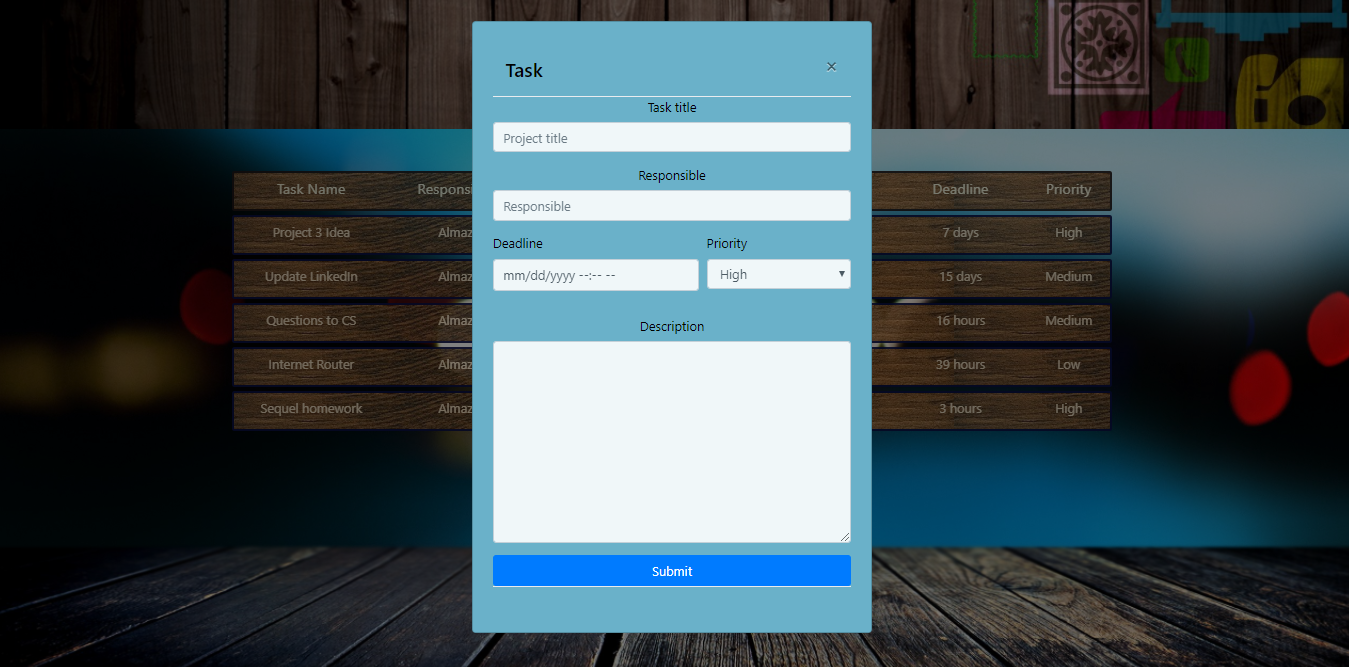 Task ×
Task title
Project title
Responsible
Responsible
Deadline Priority
mm/dd/yyyy --:-- -- High
Description
Submit
Task Name Deadline Priority
Project 3 Idea Almaz 7 days High
Update LinkedIn Almaz 15 days Medium
Questions to CS Almaz 16 hours Medium
Internet Router Almaz 39 hours Low
Sequel homework Almaz 3 hours High